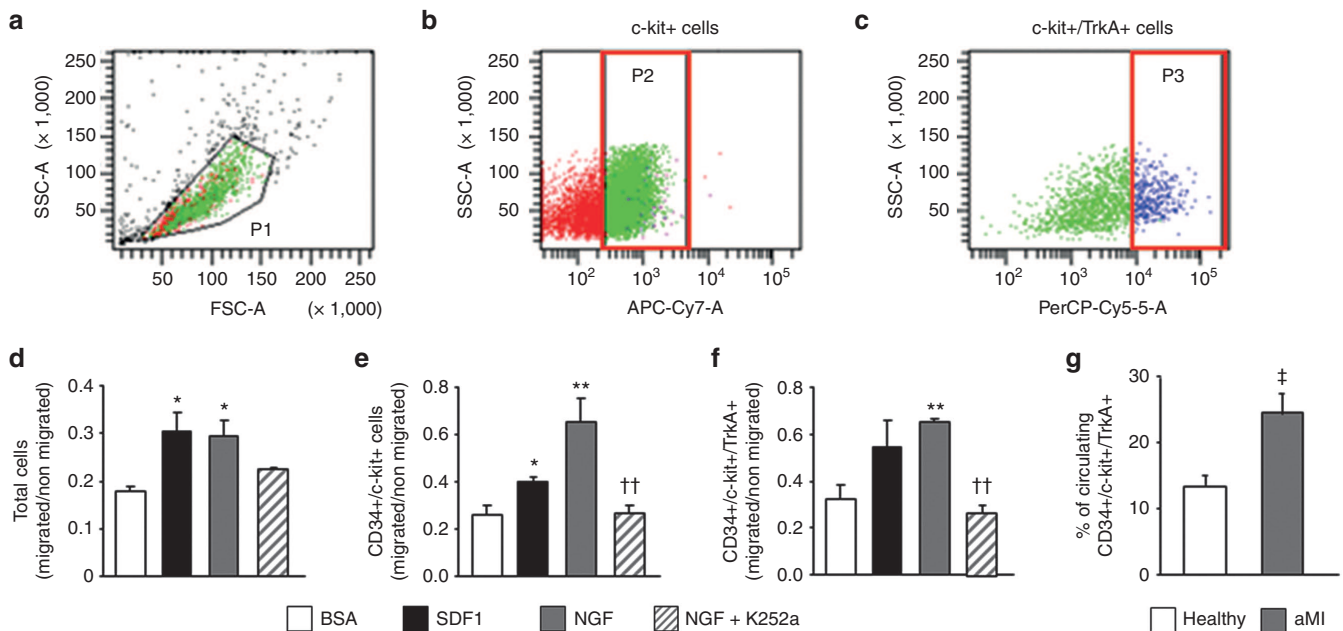 a
SSC-A (× 1,000)
250
200
150
100
50
P1
50 100 150 200 250
FSC-A (× 1,000)
b
c-kit+ cells
SSC-A (× 1,000)
250
200
150
100
50
P2
10² 10³ 10⁴ 10⁵
APC-Cy7-A
c
c-kit+/TrkA+ cells
SSC-A (× 1,000)
250
200
150
100
50
P3
10² 10³ 10⁴ 10⁵
PerCP-Cy5-5-A
d
Total cells
(migrated/non migrated)
0.4
0.3
0.2
0.1
0
* *
e
CD34+/c-kit+ cells
(migrated/non migrated)
0.8
0.6
0.4
0.2
0.0
* ** ††
f
CD34+/c-kit+/TrkA+
(migrated/non migrated)
0.8
0.6
0.4
0.2
0.0
** ††
g
% of circulating
CD34+/c-kit+/TrkA+
30
20
10
0
‡
BSA SDF1 NGF NGF + K252a
Healthy aMI